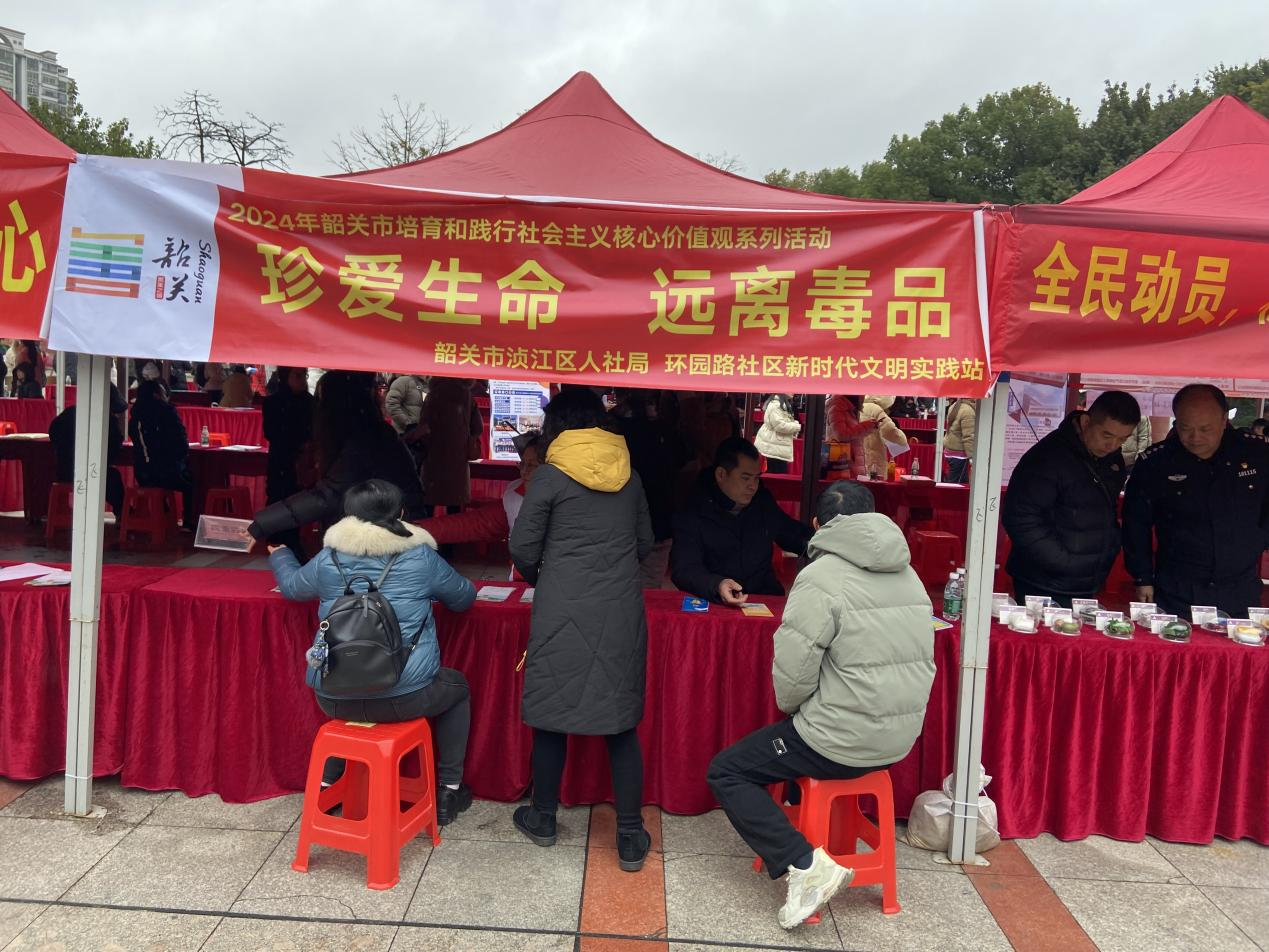 心
韶关
Shaoguan
2024年韶关市培育和践行社会主义核心价值观系列活动
珍爱生命 远离毒品
韶关市浈江区人社局 环园路社区新时代文明实践站
全民动员,